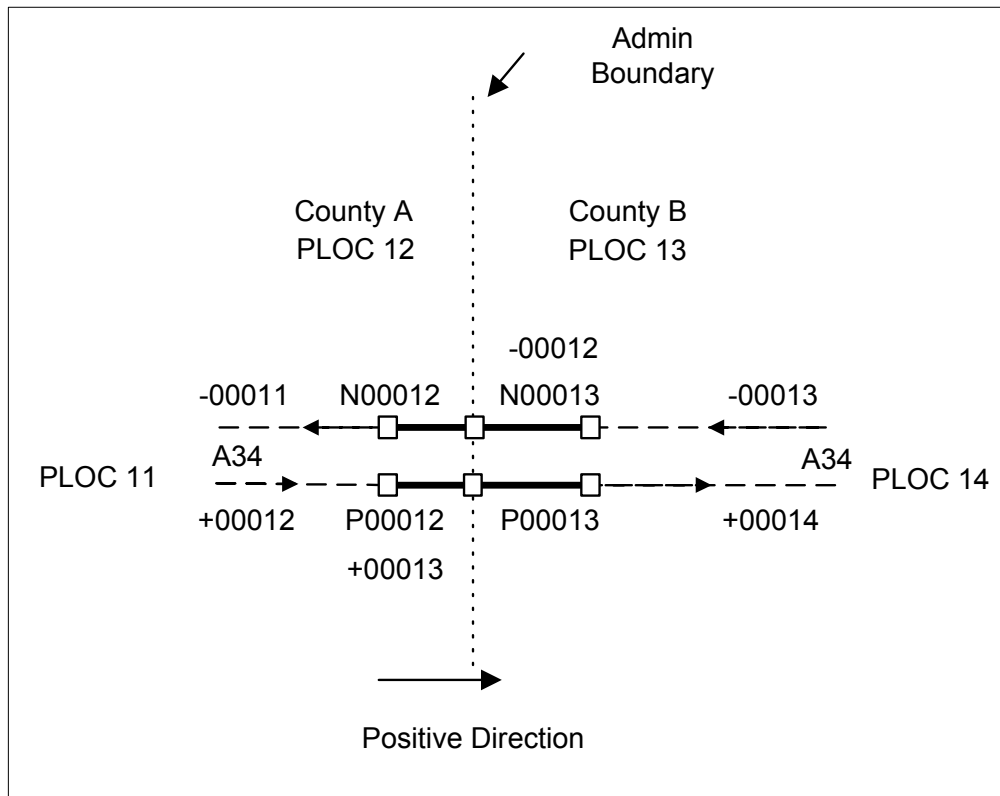 Admin
Boundary
County A
PLOC 12
County B
PLOC 13
-00012
-00011
N00012
N00013
-00013
PLOC 11
A34
A34
PLOC 14
+00012
P00012
P00013
+00014
+00013
Positive Direction